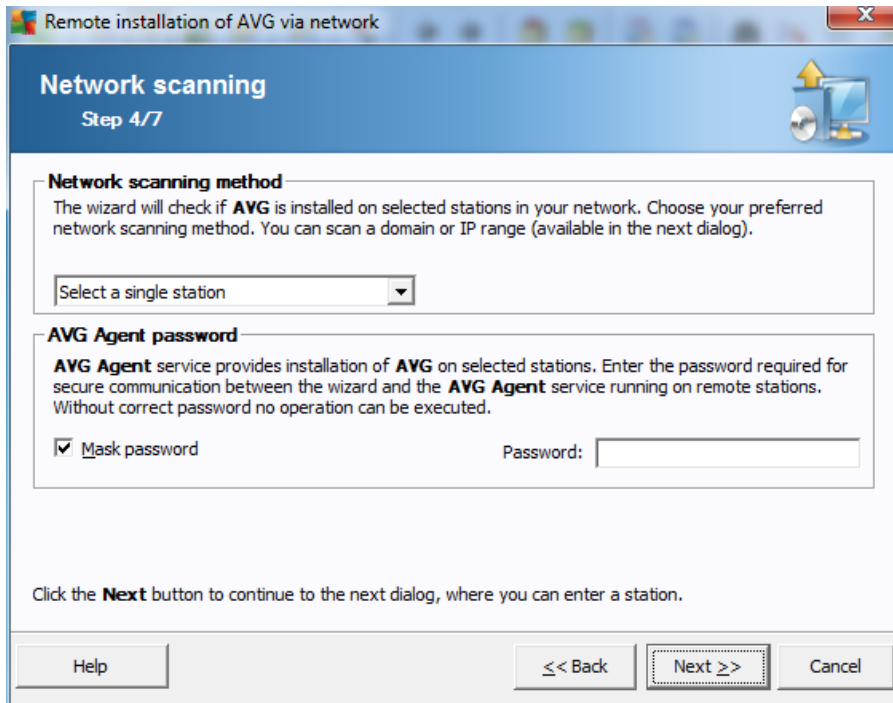 Remote installation of AVG via network
Network scanning
Step 4/7
Network scanning method
The wizard will check if AVG is installed on selected stations in your network. Choose your preferred
network scanning method. You can scan a domain or IP range (available in the next dialog).
Select a single station
AVG Agent password
AVG Agent service provides installation of AVG on selected stations. Enter the password required for
secure communication between the wizard and the AVG Agent service running on remote stations.
Without correct password no operation can be executed.
Mask password
Password:
Click the Next button to continue to the next dialog, where you can enter a station.
Help
<< Back
Next >>
Cancel